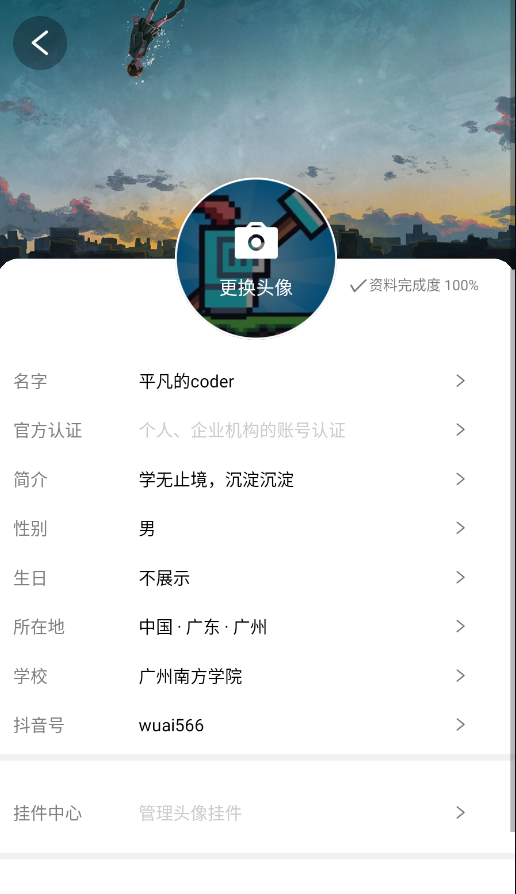 更换头像
资料完成度 100%
名字 平凡的coder
官方认证 个人、企业机构的账号认证
简介 学无止境，沉淀沉淀
性别 男
生日 不展示
所在地 中国 · 广东 · 广州
学校 广州南方学院
抖音号 wuai566
挂件中心 管理头像挂件